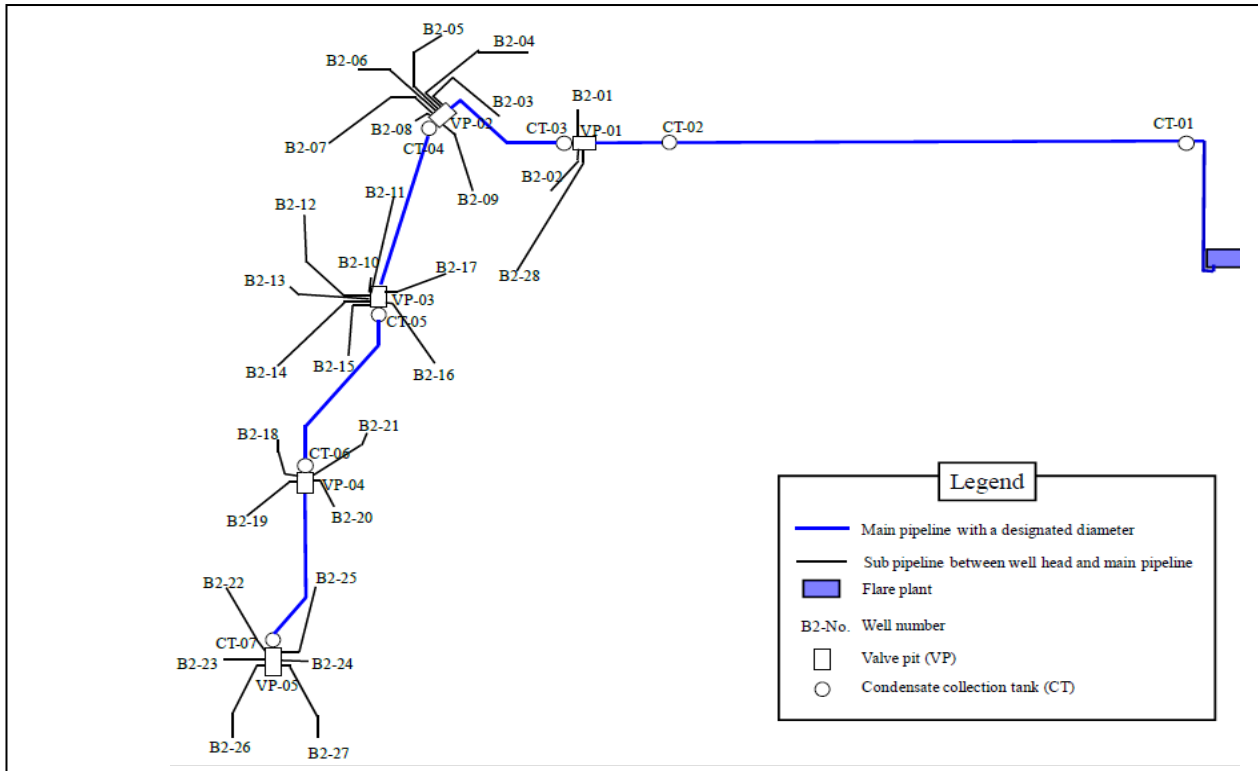 B2-05
B2-04
B2-06
B2-03
B2-01
B2-08
VP-02
CT-03
VP-01
CT-02
CT-01
B2-07
CT-04
B2-02
B2-11
B2-09
B2-12
B2-10
B2-17
B2-28
B2-13
VP-03
CT-05
B2-15
B2-14
B2-16
B2-18
B2-21
CT-06
VP-04
B2-19
B2-20
B2-22
B2-25
CT-07
B2-23
B2-24
VP-05
B2-26
B2-27
Legend
Main pipeline with a designated diameter
Sub pipeline between well head and main pipeline
Flare plant
B2-No. Well number
Valve pit (VP)
Condensate collection tank (CT)